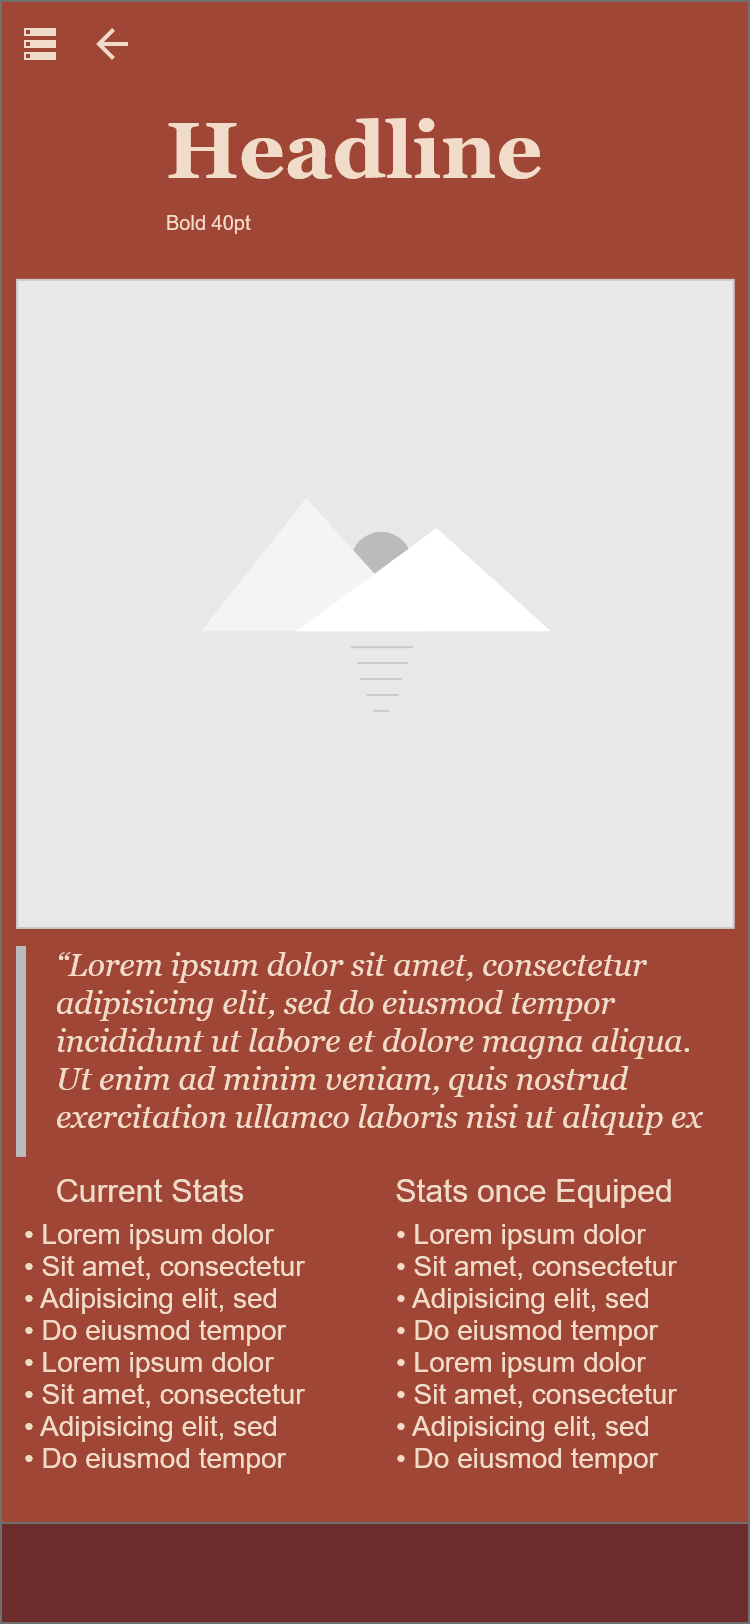 Headline
Bold 40pt
“Lorem ipsum dolor sit amet, consectetur
adipisicing elit, sed do eiusmod tempor
incididunt ut labore et dolore magna aliqua.
Ut enim ad minim veniam, quis nostrud
exercitation ullamco laboris nisi ut aliquip ex
Current Stats
• Lorem ipsum dolor
• Sit amet, consectetur
• Adipisicing elit, sed
• Do eiusmod tempor
• Lorem ipsum dolor
• Sit amet, consectetur
• Adipisicing elit, sed
• Do eiusmod tempor
Stats once Equiped
• Lorem ipsum dolor
• Sit amet, consectetur
• Adipisicing elit, sed
• Do eiusmod tempor
• Lorem ipsum dolor
• Sit amet, consectetur
• Adipisicing elit, sed
• Do eiusmod tempor